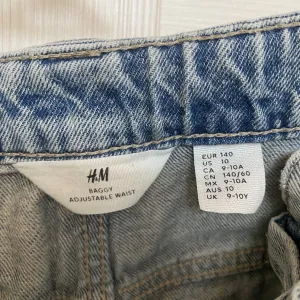 H&M
BAGGY
ADJUSTABLE WAIST
EUR 140
US 10
CA 9-10A
CN 140/60
MX 9-10A
AUS 10
UK 9-10Y